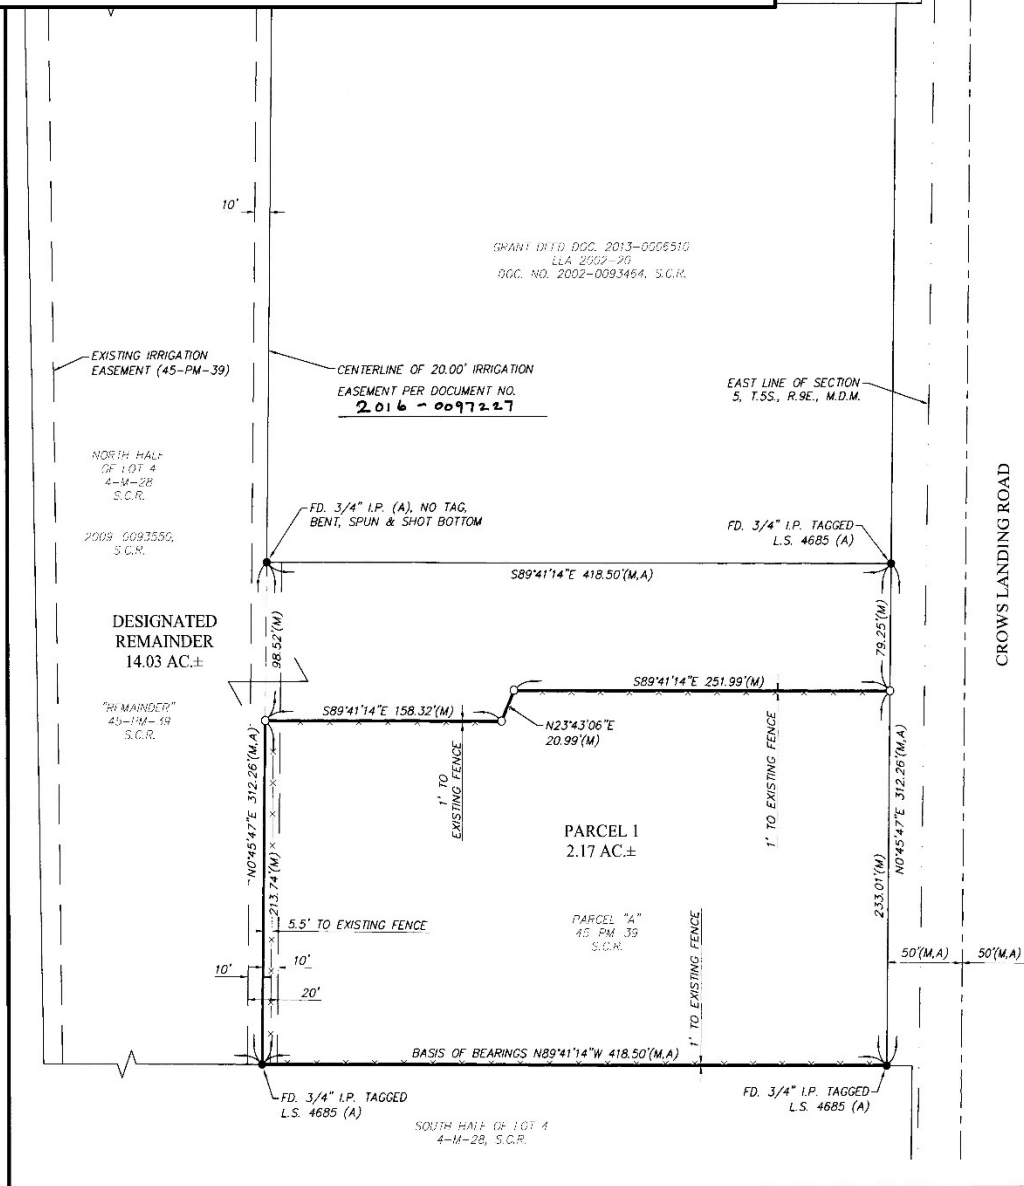 10'
GRANT DEED DOC. 2013-0006510
LLA 2002-20
DOC. NO. 2002-0093464, S.C.R.
EXISTING IRRIGATION
EASEMENT (45-PM-39)
CENTERLINE OF 20.00' IRRIGATION
EASEMENT PER DOCUMENT NO.
2016 - 0097227
EAST LINE OF SECTION
5, T.5S., R.9E., M.D.M.
NORTH HALF
OF LOT 4
4-M-28
S.C.R.
2009 0093550,
S.C.R.
FD. 3/4" I.P. (A), NO TAG,
BENT, SPUN & SHOT BOTTOM
FD. 3/4" I.P. TAGGED
L.S. 4685 (A)
CROWS LANDING ROAD
S89°41'14"E 418.50'(M,A)
DESIGNATED
REMAINDER
14.03 AC.±
98.52'(M)
79.25'(M)
"REMAINDER"
45-PM-39
S.C.R.
S89°41'14"E 251.99'(M)
S89°41'14"E 158.32'(M)
N23°43'06"E
20.99'(M)
1' TO
EXISTING FENCE
1' TO EXISTING FENCE
N0°45'47"E 312.26'(M,A)
213.74'(M)
PARCEL 1
2.17 AC.±
N0°45'47"E 312.26'(M,A)
233.01'(M)
PARCEL "A"
45 PM 39
S.C.R.
5.5' TO EXISTING FENCE
1' TO EXISTING FENCE
10'
10'
20'
50'(M,A)
50'(M,A)
BASIS OF BEARINGS N89°41'14"W 418.50'(M,A)
FD. 3/4" I.P. TAGGED
L.S. 4685 (A)
FD. 3/4" I.P. TAGGED
L.S. 4685 (A)
SOUTH HALF OF LOT 4
4-M-28, S.C.R.